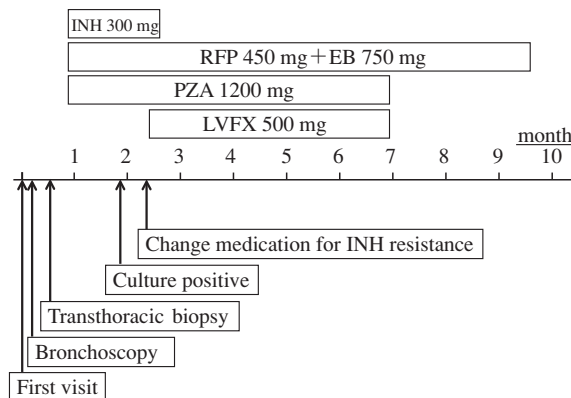 INH 300 mg
RFP 450 mg＋EB 750 mg
PZA 1200 mg
LVFX 500 mg
month
1 2 3 4 5 6 7 8 9 10
Change medication for INH resistance
Culture positive
Transthoracic biopsy
Bronchoscopy
First visit